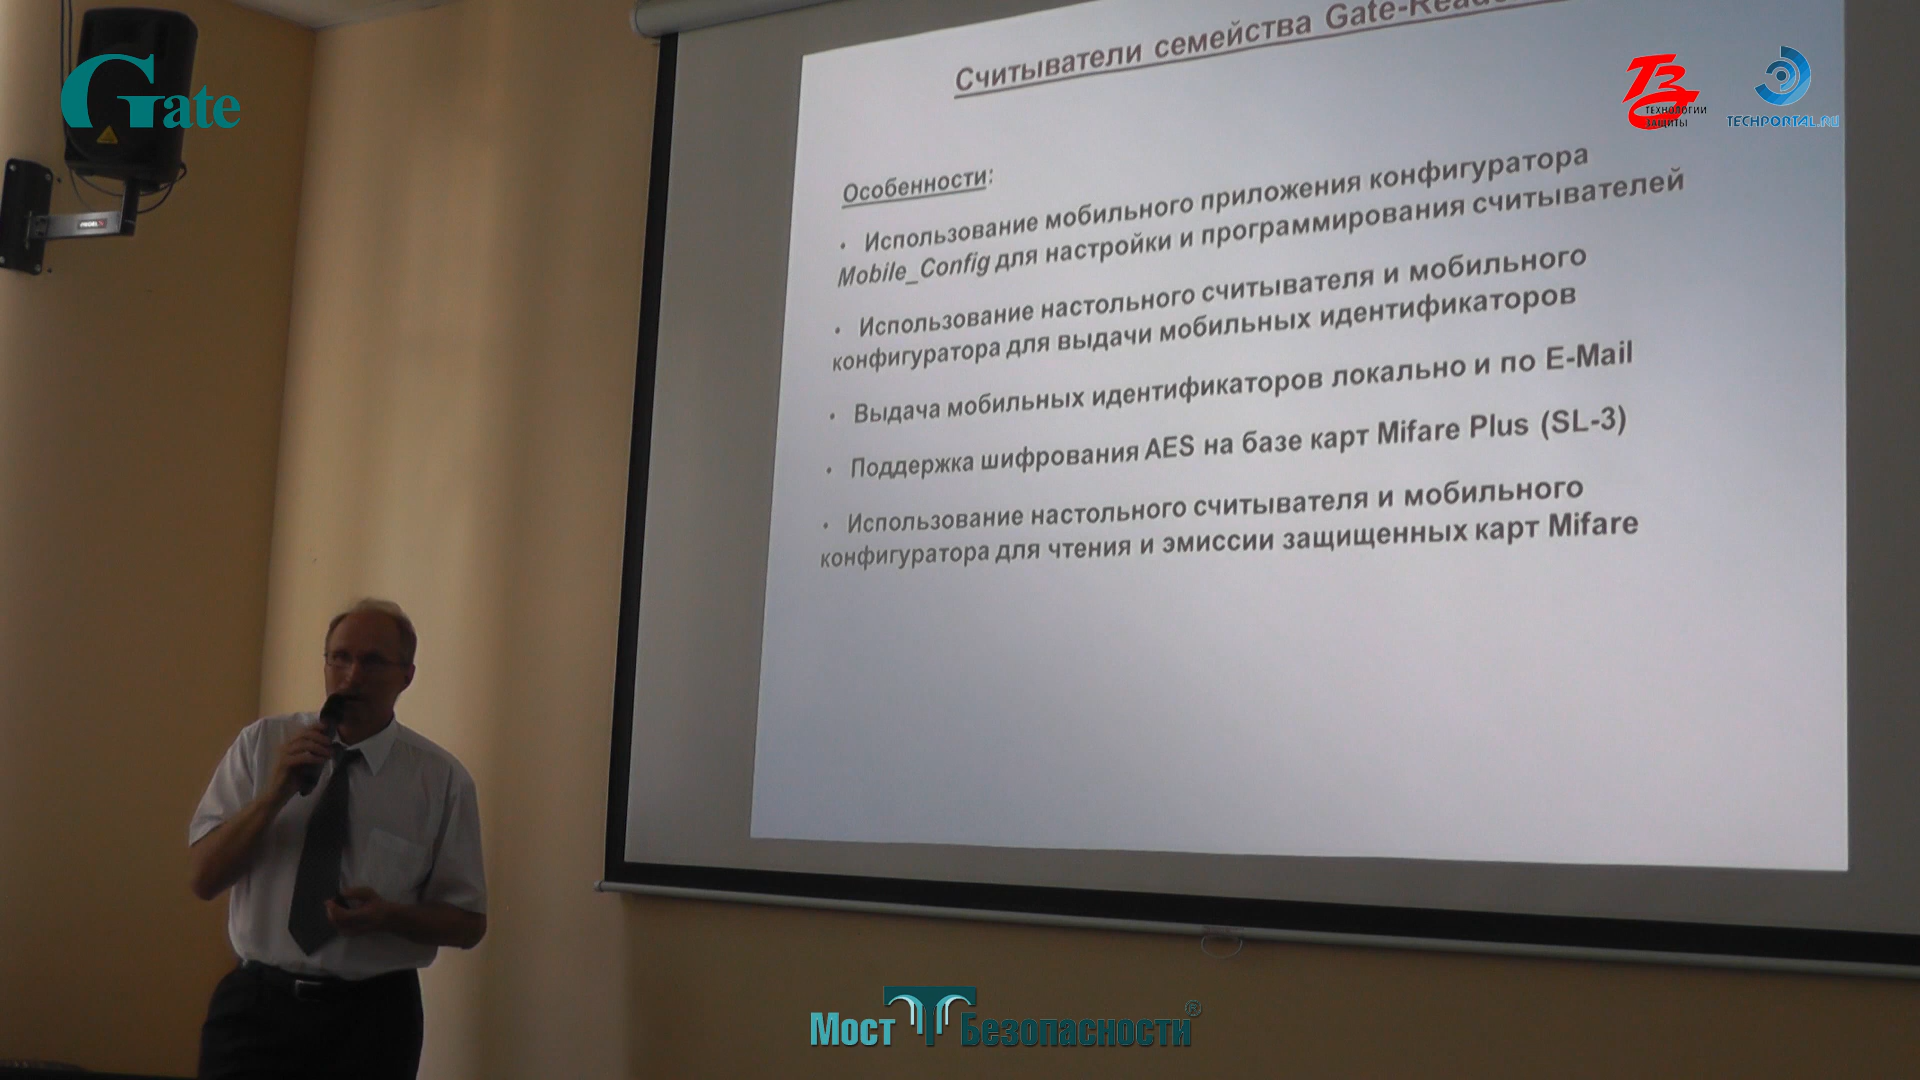 Gate
Считыватели семейства Gate-Reader
ТЗ
ТЕХНОЛОГИИ
ЗАЩИТЫ
TECHPORTAL.RU
Особенности:
• Использование мобильного приложения конфигуратора
Mobile_Config для настройки и программирования считывателей
• Использование настольного считывателя и мобильного
конфигуратора для выдачи мобильных идентификаторов
• Выдача мобильных идентификаторов локально и по E-Mail
• Поддержка шифрования AES на базе карт Mifare Plus (SL-3)
• Использование настольного считывателя и мобильного
конфигуратора для чтения и эмиссии защищенных карт Mifare
Мост Безопасности®